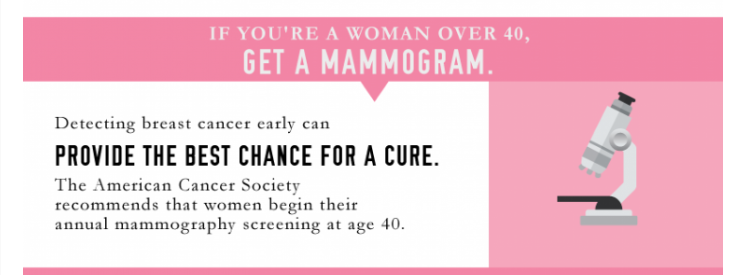 IF YOU'RE A WOMAN OVER 40,
GET A MAMMOGRAM.
Detecting breast cancer early can
PROVIDE THE BEST CHANCE FOR A CURE.
The American Cancer Society
recommends that women begin their
annual mammography screening at age 40.